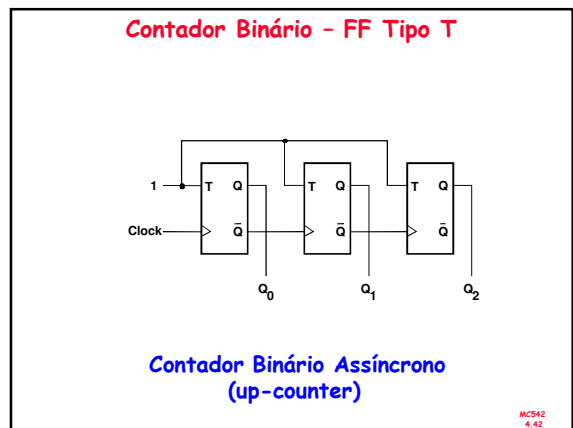 Contador Binário – FF Tipo T
1 T Q T Q T Q
Clock Q̄ Q̄ Q̄
Q0 Q1 Q2
Contador Binário Assíncrono
(up-counter)
MC542
4.42